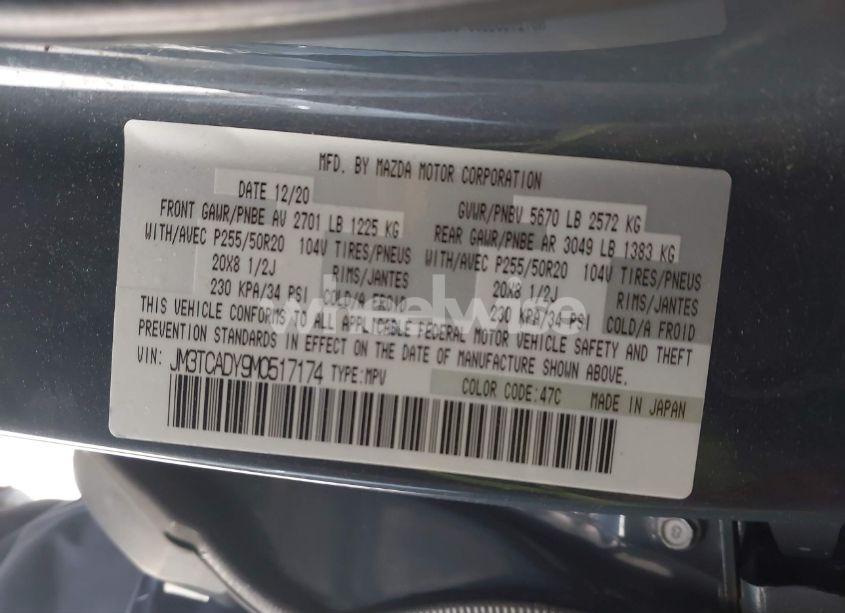 MFD. BY MAZDA MOTOR CORPORATION
DATE 12/20
GVWR/PNBV 5670 LB 2572 KG
FRONT GAWR/PNBE AV 2701 LB 1225 KG
REAR GAWR/PNBE AR 3049 LB 1383 KG
WITH/AVEC P255/50R20 104V TIRES/PNEUS
WITH/AVEC P255/50R20 104V TIRES/PNEUS
20X8 1/2J RIMS/JANTES
20X8 1/2J RIMS/JANTES
230 KPA/34 PSI COLD/A FROID
230 KPA/34 PSI COLD/A FROID
THIS VEHICLE CONFORMS TO ALL APPLICABLE FEDERAL MOTOR VEHICLE SAFETY AND THEFT
PREVENTION STANDARDS IN EFFECT ON THE DATE OF MANUFACTURE SHOWN ABOVE.
VIN: JM3TCADY9M0517174 TYPE:MPV
COLOR CODE:47C MADE IN JAPAN
wheelwise